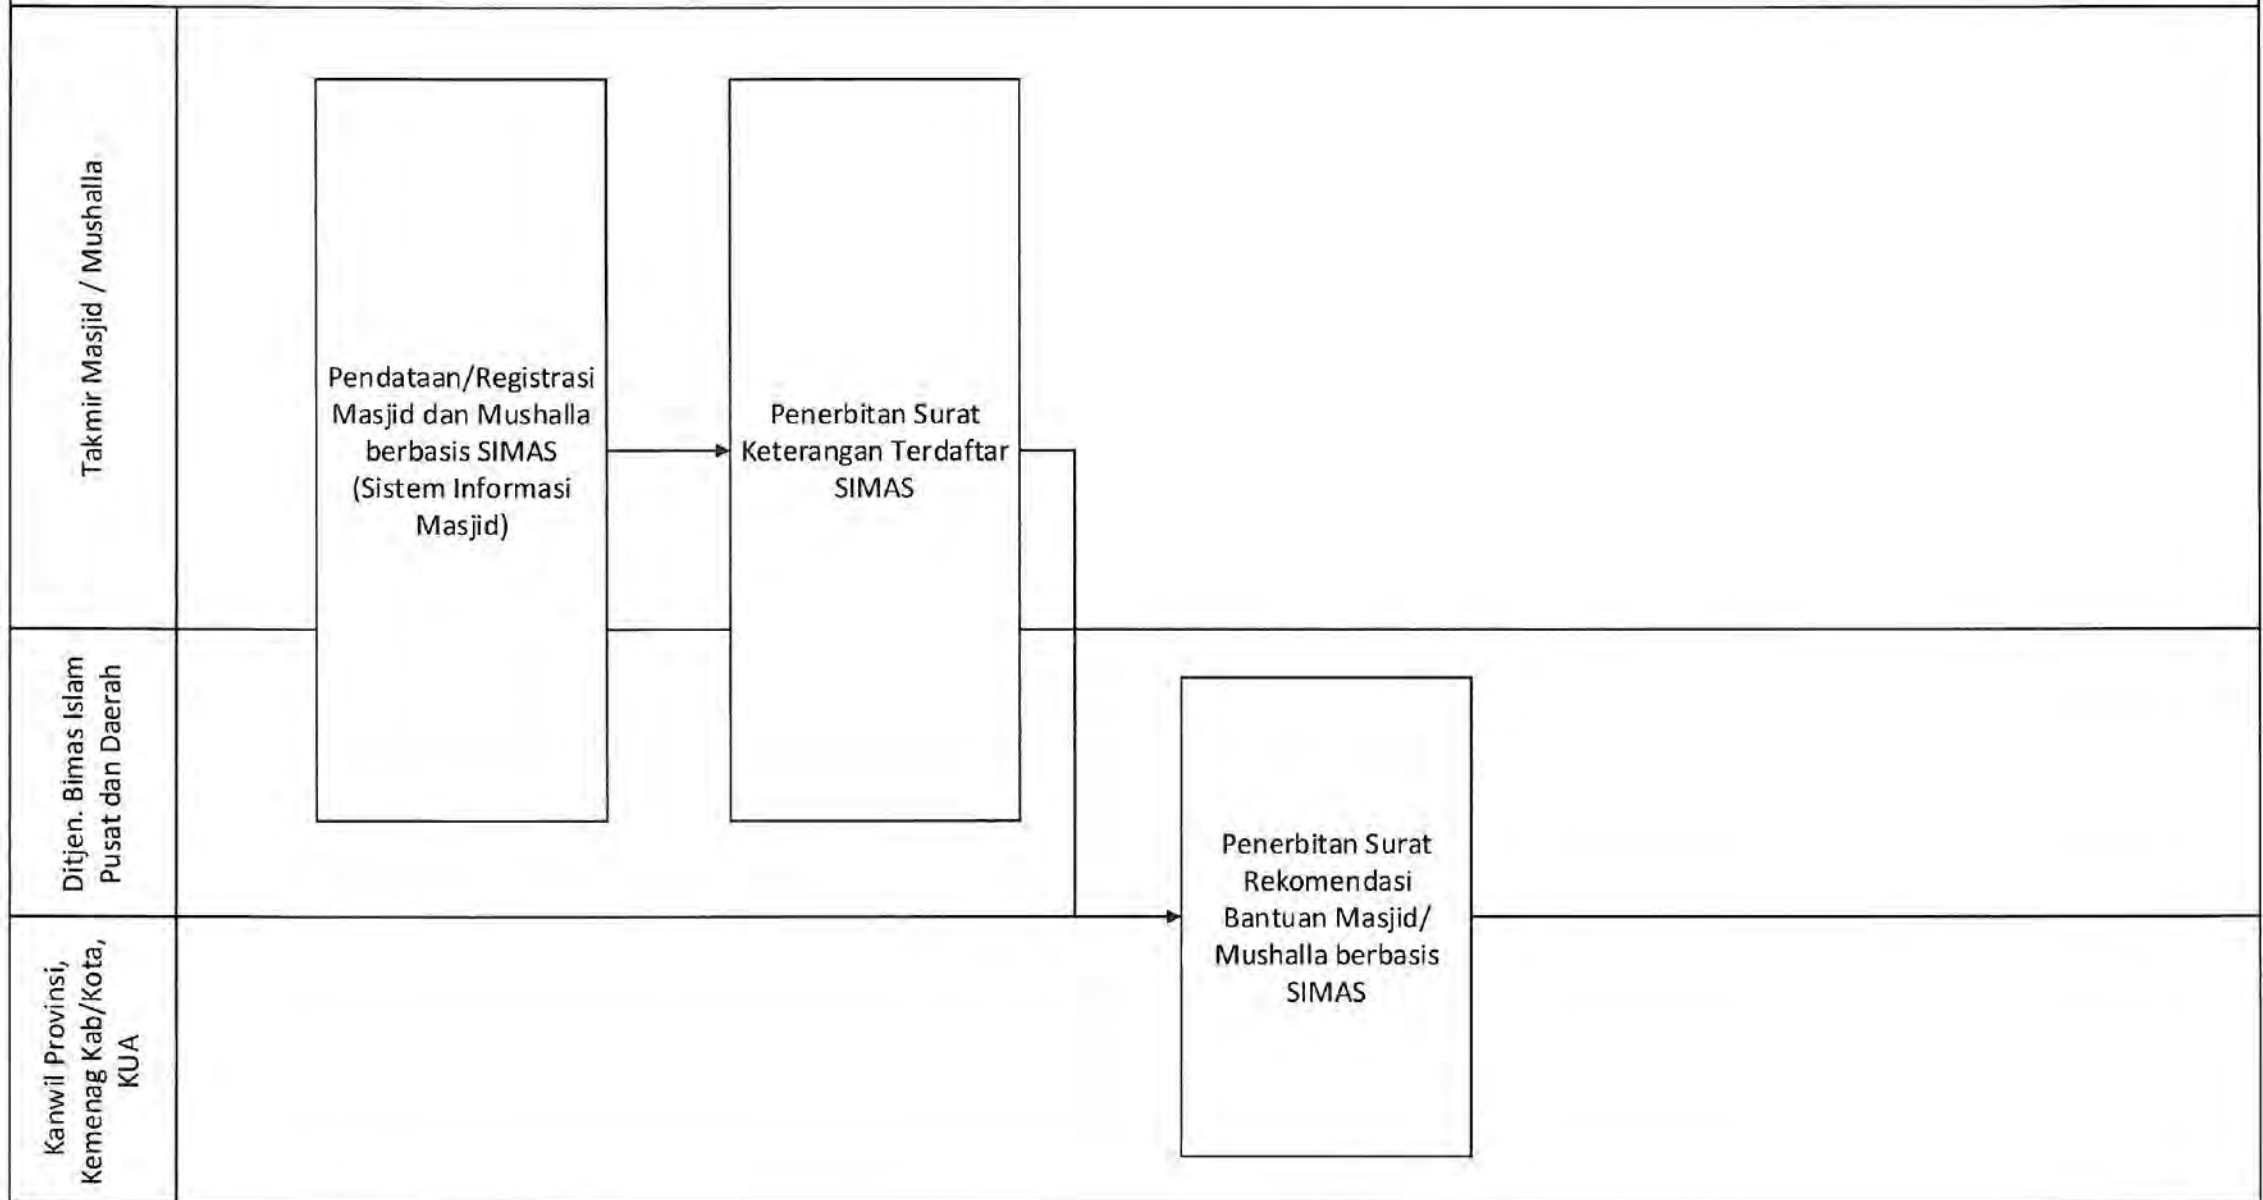 Takmir Masjid / Mushalla
Pendataan/Registrasi
Masjid dan Mushalla
berbasis SIMAS
(Sistem Informasi
Masjid)
Penerbitan Surat
Keterangan Terdaftar
SIMAS
Ditjen. Bimas Islam
Pusat dan Daerah
Penerbitan Surat
Rekomendasi
Bantuan Masjid/
Mushalla berbasis
SIMAS
Kanwil Provinsi,
Kemenag Kab/Kota,
KUA